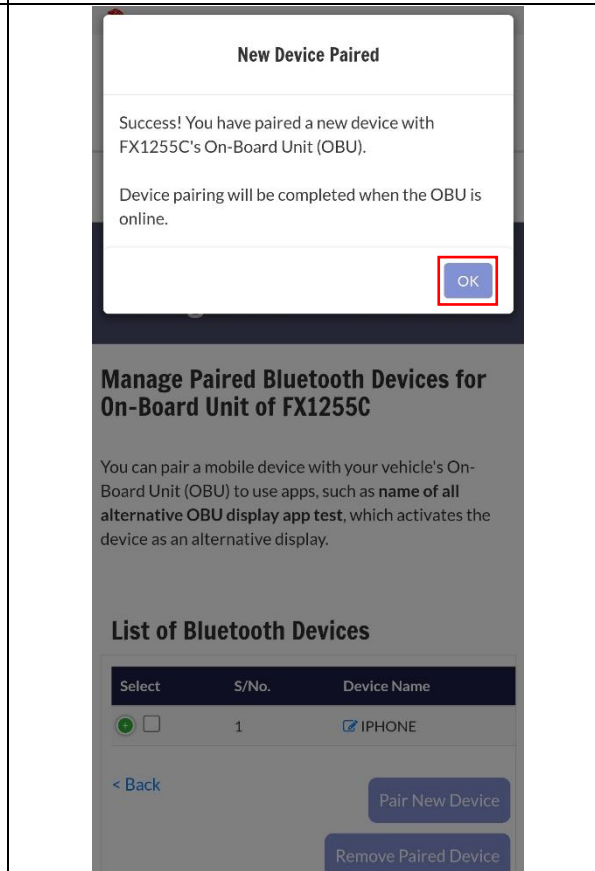 New Device Paired
Success! You have paired a new device with
FX1255C's On-Board Unit (OBU).
Device pairing will be completed when the OBU is
online.
OK
Manage Paired Bluetooth Devices for
On-Board Unit of FX1255C
You can pair a mobile device with your vehicle's On-
Board Unit (OBU) to use apps, such as name of all
alternative OBU display app test, which activates the
device as an alternative display.
List of Bluetooth Devices
Select S/No. Device Name
1 IPHONE
< Back
Pair New Device
Remove Paired Device